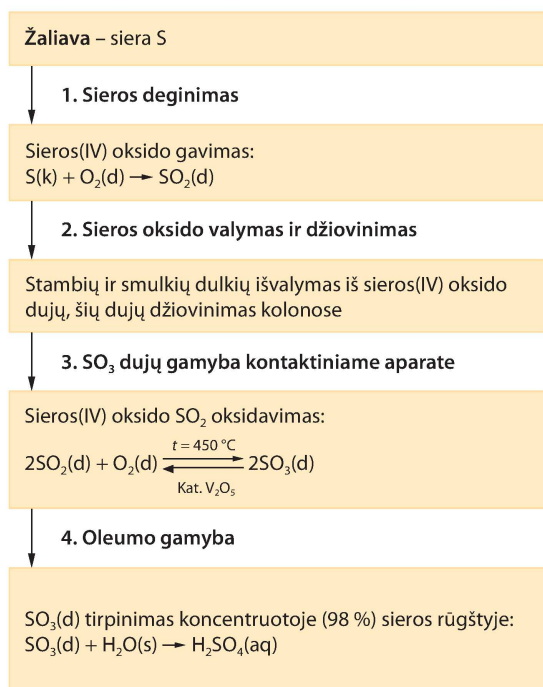 Žaliava – siera S
1. Sieros deginimas
Sieros(IV) oksido gavimas:
S(k) + O₂(d) → SO₂(d)
2. Sieros oksido valymas ir džiovinimas
Stambių ir smulkių dulkių išvalymas iš sieros(IV) oksido
dujų, šių dujų džiovinimas kolonose
3. SO₃ dujų gamyba kontaktiniame aparate
Sieros(IV) oksido SO₂ oksidavimas:
t = 450 °C
2SO₂(d) + O₂(d) ⇄ 2SO₃(d)
Kat. V₂O₅
4. Oleumo gamyba
SO₃(d) tirpinimas koncentruotoje (98 %) sieros rūgštyje:
SO₃(d) + H₂O(s) → H₂SO₄(aq)